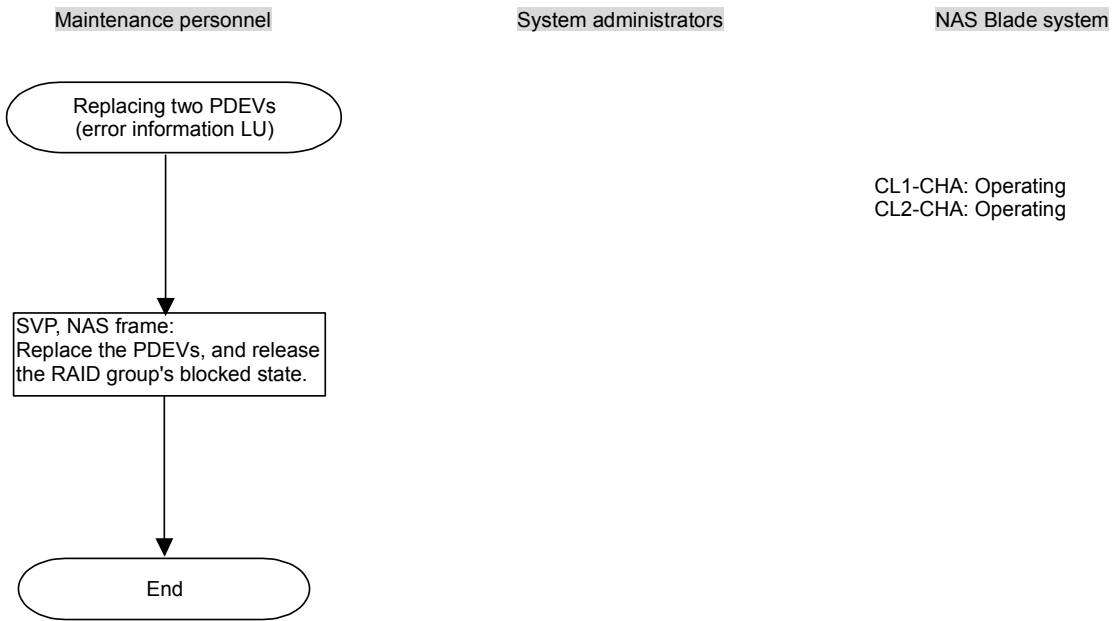 Maintenance personnel
System administrators
NAS Blade system
Replacing two PDEVs
(error information LU)
CL1-CHA: Operating
CL2-CHA: Operating
SVP, NAS frame:
Replace the PDEVs, and release
the RAID group's blocked state.
End